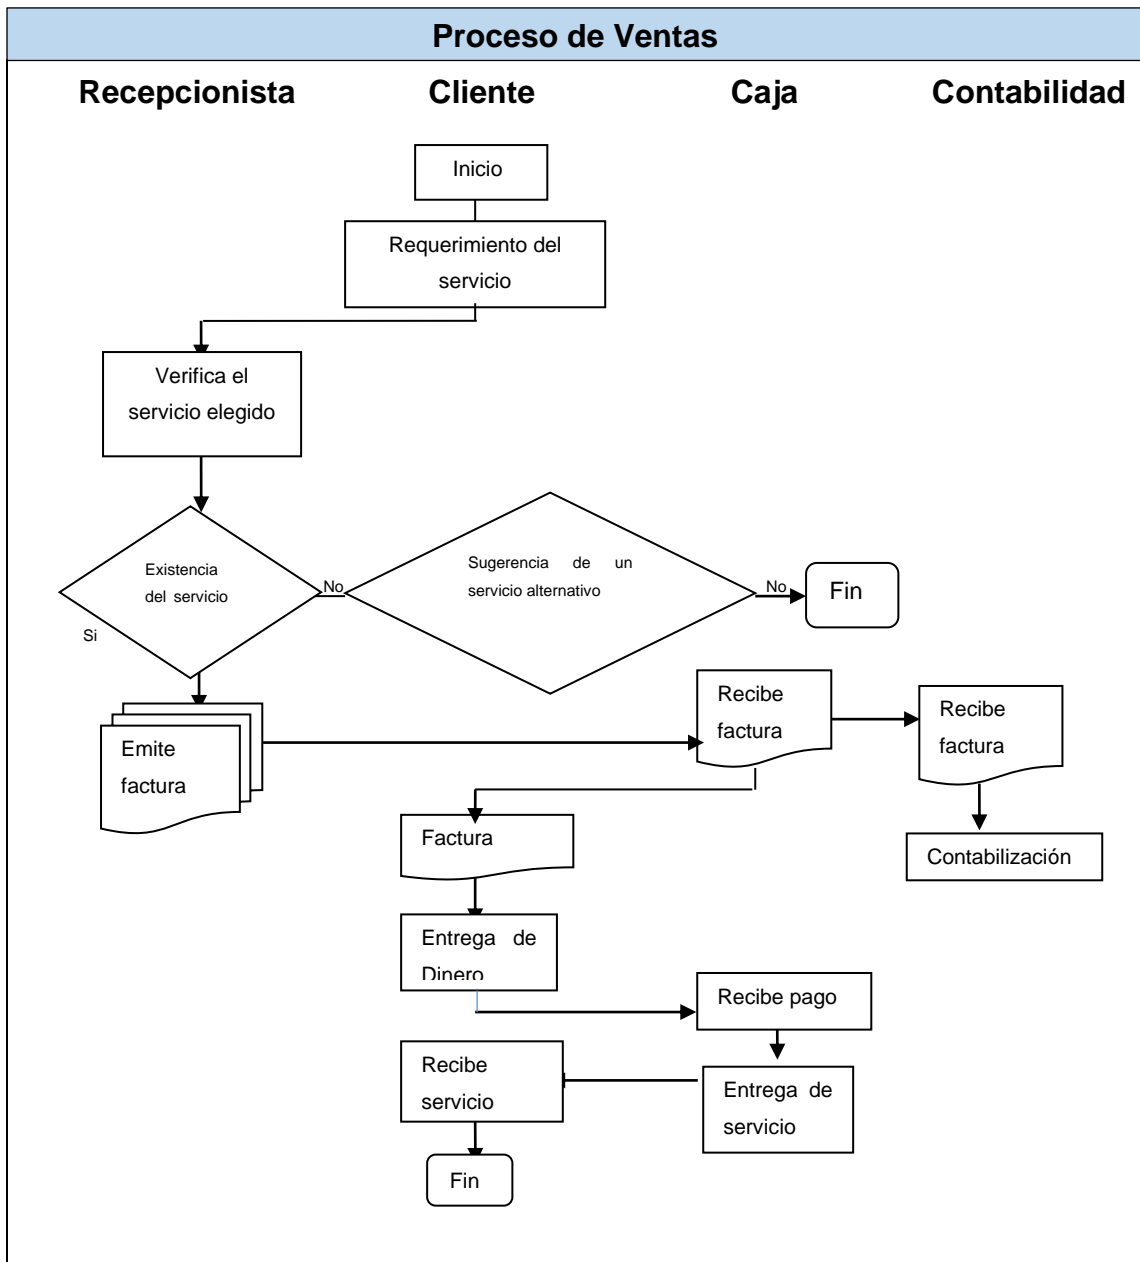 Proceso de Ventas
Recepcionista Cliente Caja Contabilidad
Inicio
Requerimiento del
servicio
Verifica el
servicio elegido
Existencia
del servicio
No
Sugerencia de un
servicio alternativo
No
Fin
Si
Emite
factura
Recibe
factura
Recibe
factura
Factura
Contabilización
Entrega de
Dinero
Recibe pago
Recibe
servicio
Entrega de
servicio
Fin